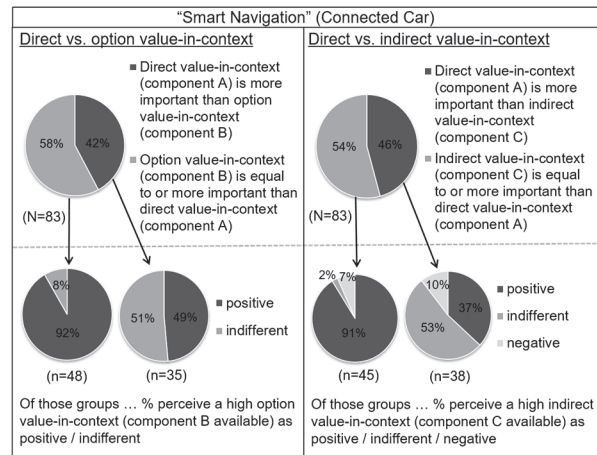 “Smart Navigation” (Connected Car)
Direct vs. option value-in-context
Direct value-in-context
(component A) is more
important than option
value-in-context
(component B)
Option value-in-context
(component B) is equal
to or more important than
direct value-in-context
(component A)
58%
42%
(N=83)
8%
92%
51%
49%
positive
indifferent
(n=48)
(n=35)
Of those groups … % perceive a high option
value-in-context (component B available) as
positive / indifferent
Direct vs. indirect value-in-context
Direct value-in-context
(component A) is more
important than indirect
value-in-context
(component C)
Indirect value-in-context
(component C) is equal
to or more important than
direct value-in-context
(component A)
54%
46%
(N=83)
2%
7%
91%
10%
37%
53%
positive
indifferent
negative
(n=45)
(n=38)
Of those groups … % perceive a high indirect
value-in-context (component C available) as
positive / indifferent / negative